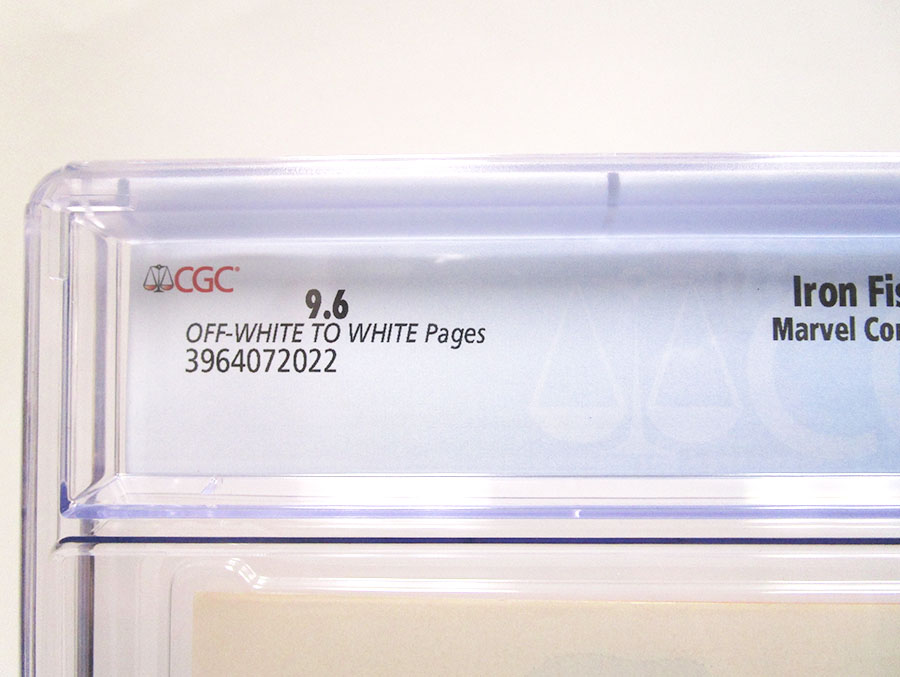 CGC
9.6
OFF-WHITE TO WHITE Pages
3964072022
Iron Fis
Marvel Co